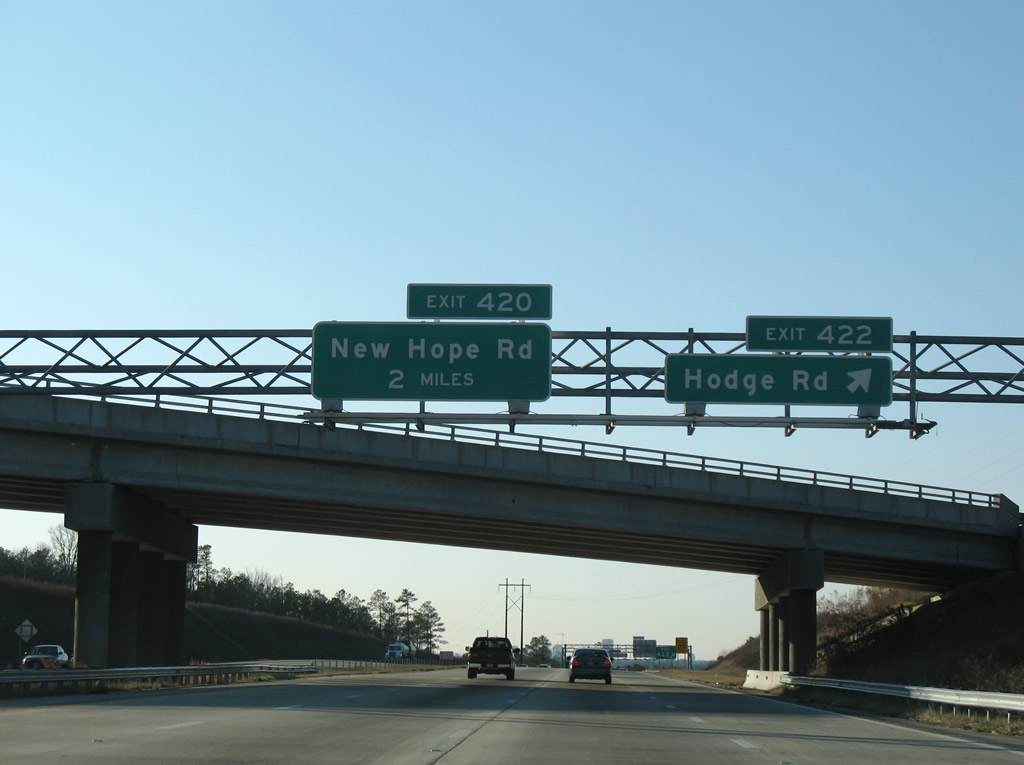 EXIT 420
New Hope Rd
2 MILES
EXIT 422
Hodge Rd